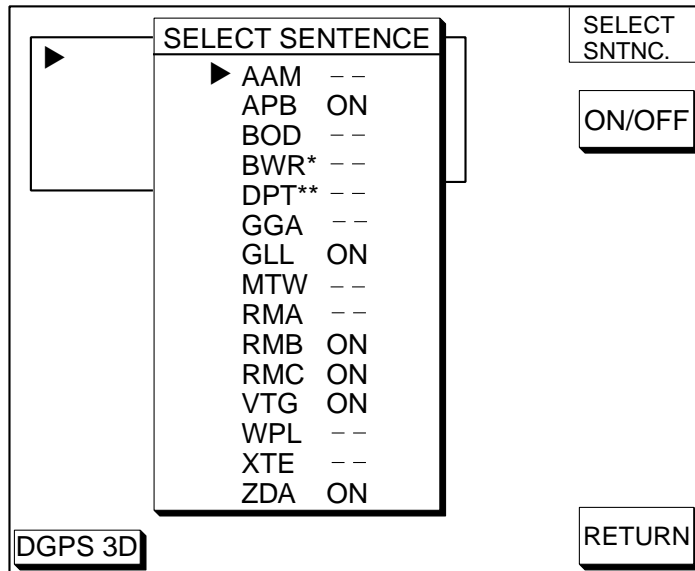 SELECT SENTENCE
▶ AAM – –
APB ON
BOD – –
BWR* – –
DPT** – –
GGA – –
GLL ON
MTW – –
RMA – –
RMB ON
RMC ON
VTG ON
WPL – –
XTE – –
ZDA ON
SELECT
SNTNC.
ON/OFF
DGPS 3D
RETURN